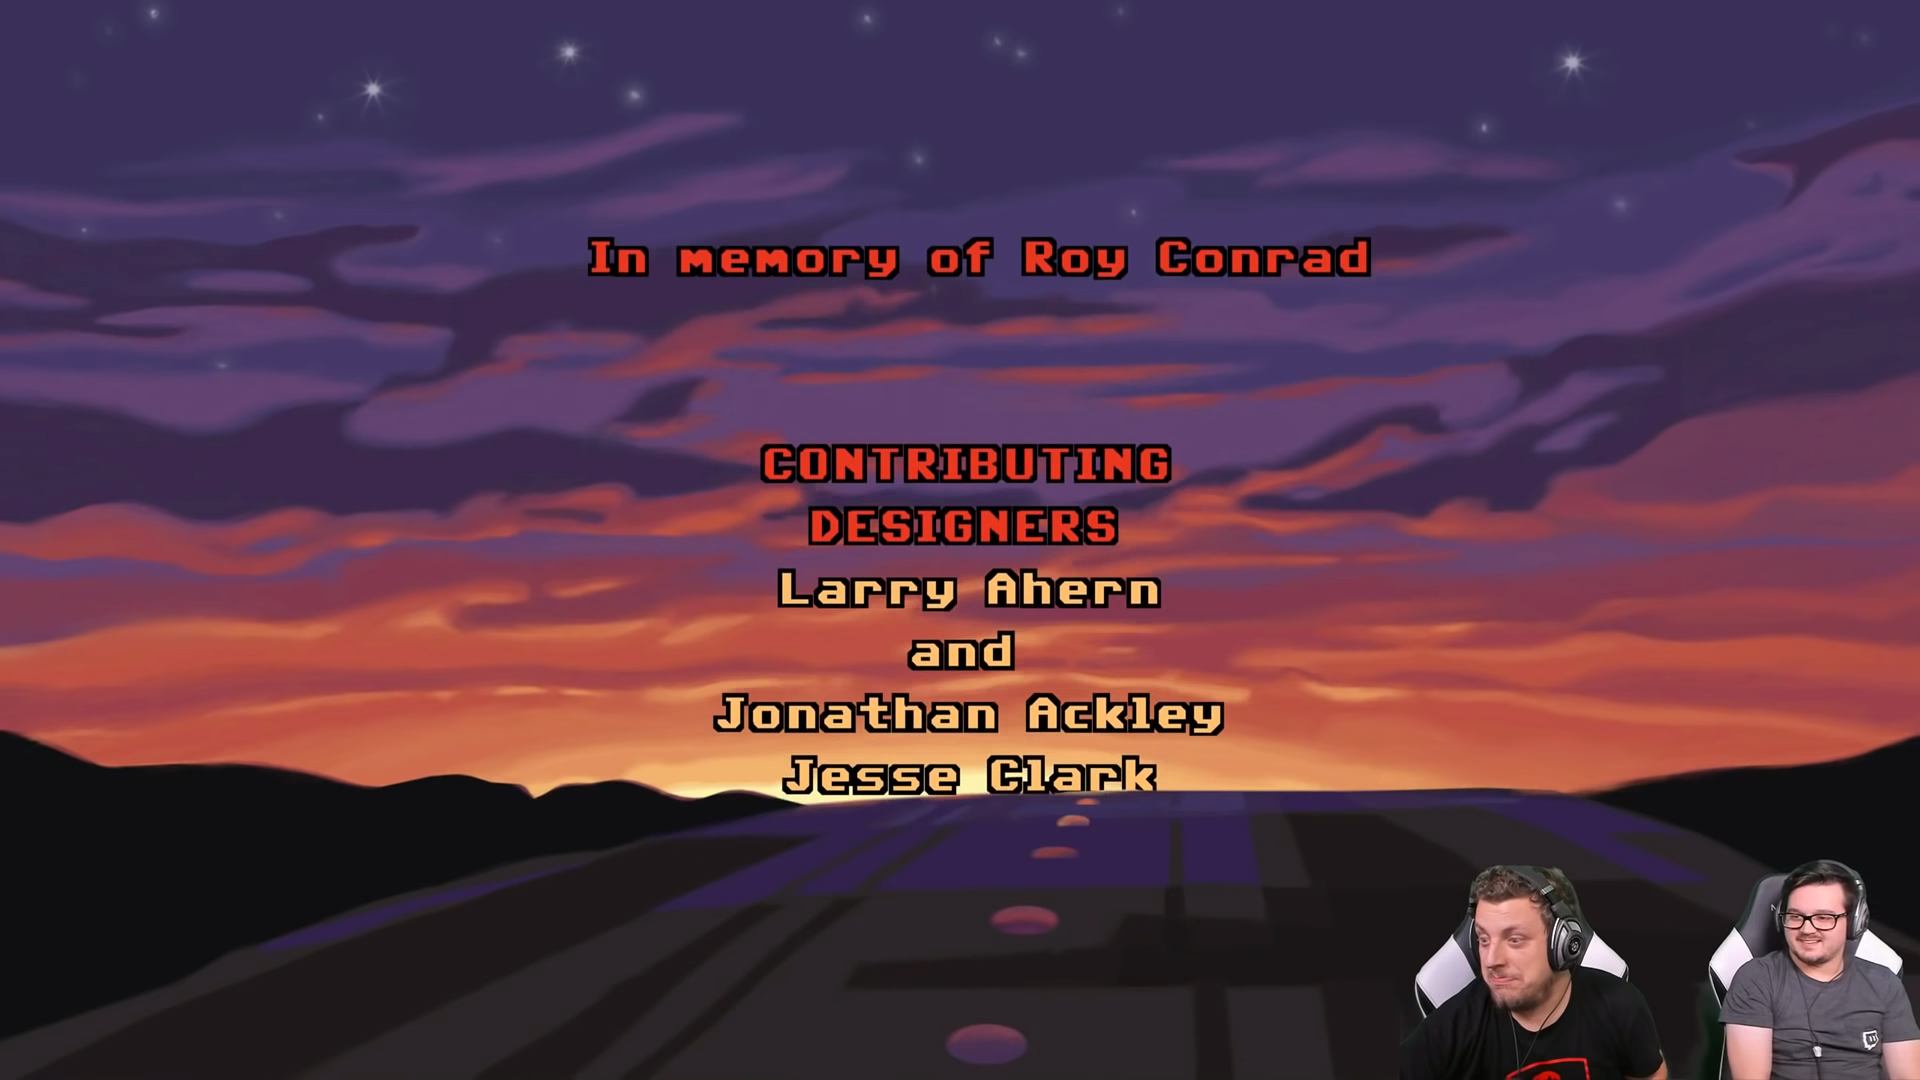 In memory of Roy Conrad
CONTRIBUTING
DESIGNERS
Larry Ahern
and
Jonathan Ackley
Jesse Clark